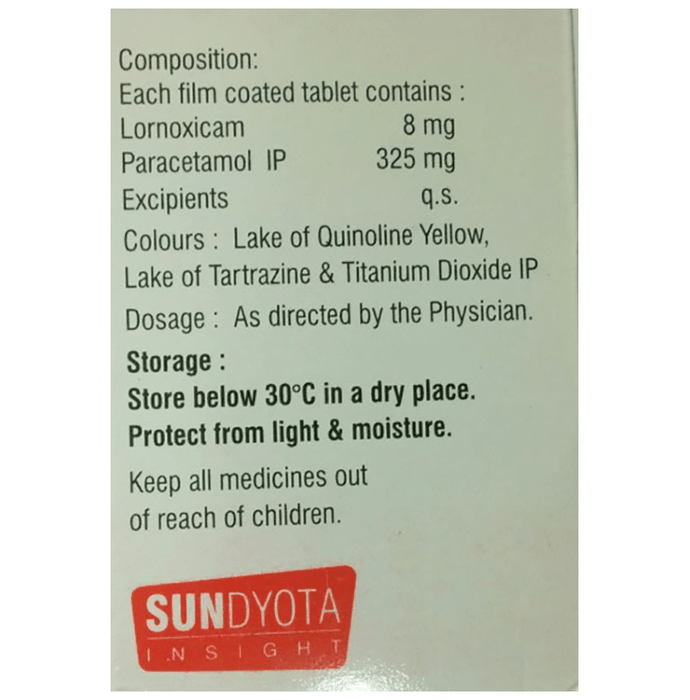 Composition:
Each film coated tablet contains :
Lornoxicam 8 mg
Paracetamol IP 325 mg
Excipients q.s.
Colours : Lake of Quinoline Yellow,
Lake of Tartrazine & Titanium Dioxide IP
Dosage : As directed by the Physician.
Storage :
Store below 30°C in a dry place.
Protect from light & moisture.
Keep all medicines out
of reach of children.
SUNDYOTA
INSIGHT